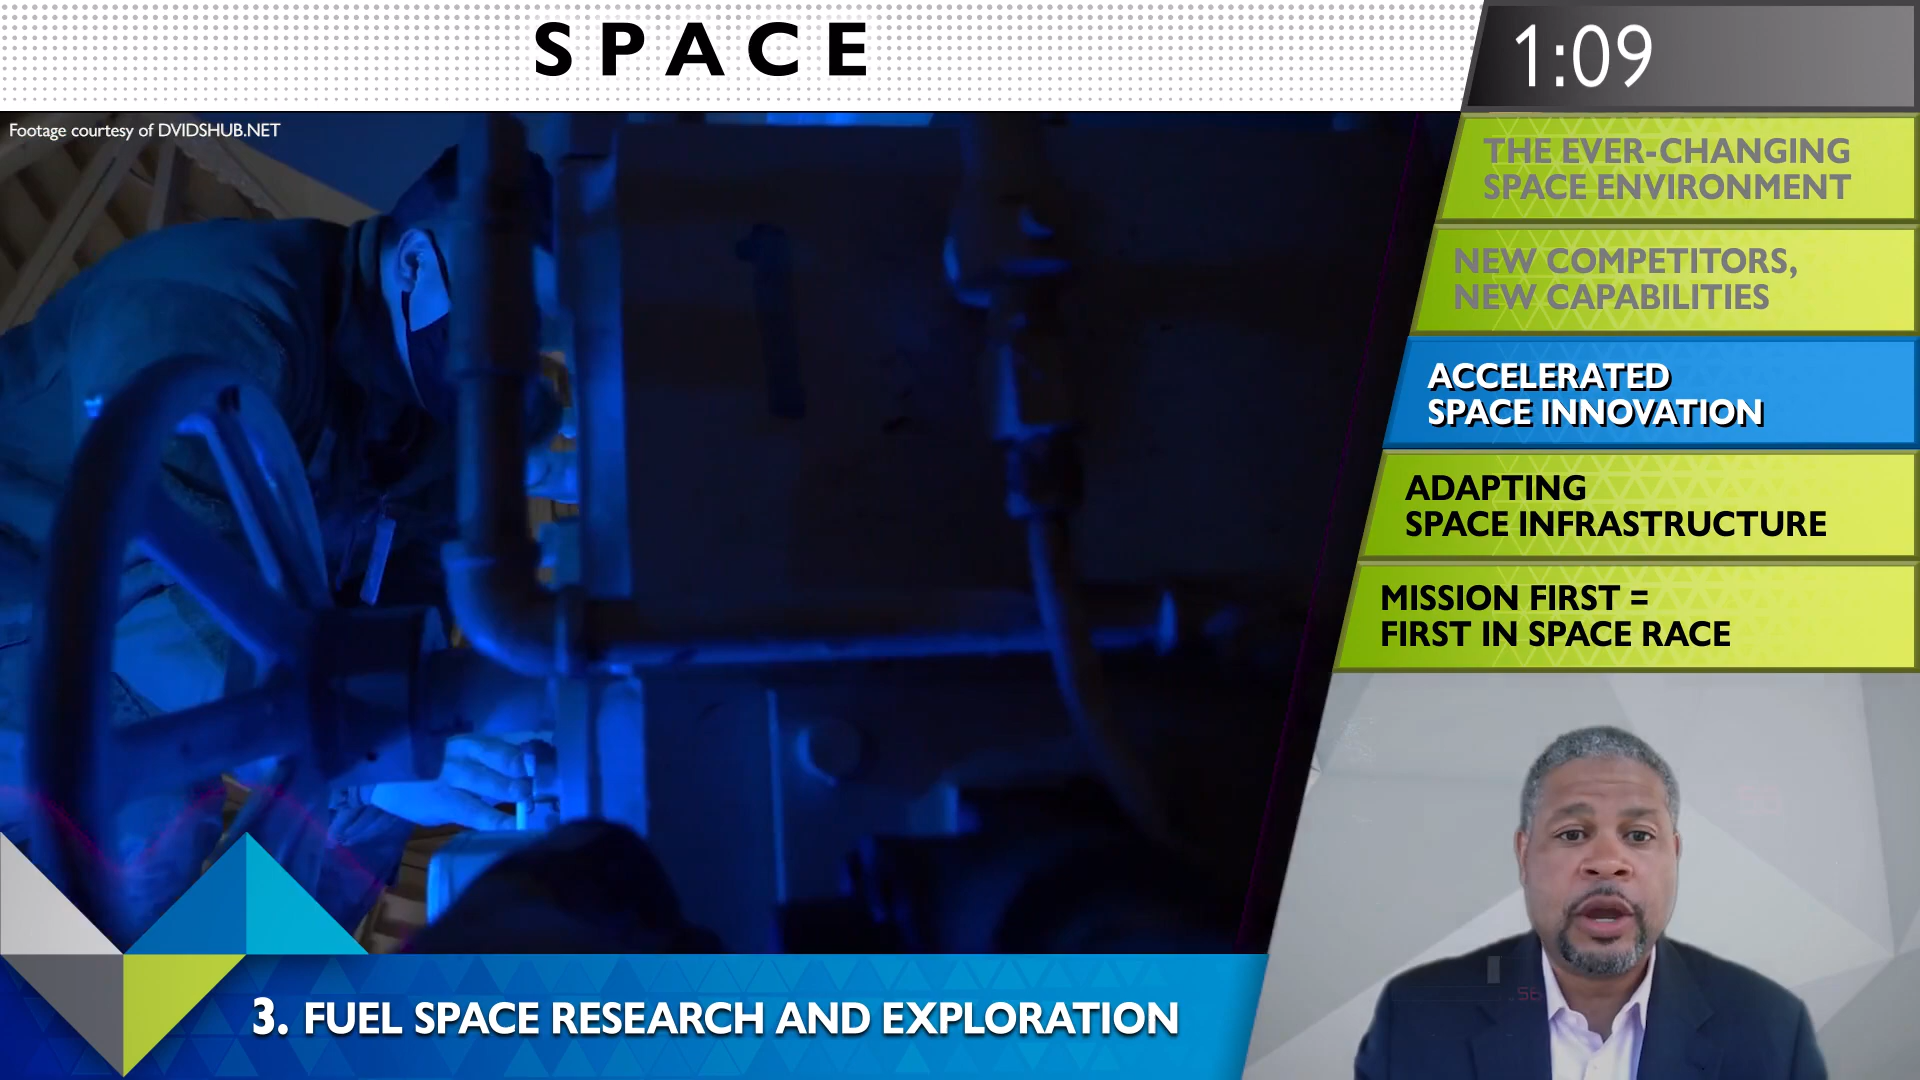 SPACE
1:09
Footage courtesy of DVIDSHUB.NET
THE EVER-CHANGING
SPACE ENVIRONMENT
NEW COMPETITORS,
NEW CAPABILITIES
ACCELERATED
SPACE INNOVATION
ADAPTING
SPACE INFRASTRUCTURE
MISSION FIRST =
FIRST IN SPACE RACE
3. FUEL SPACE RESEARCH AND EXPLORATION